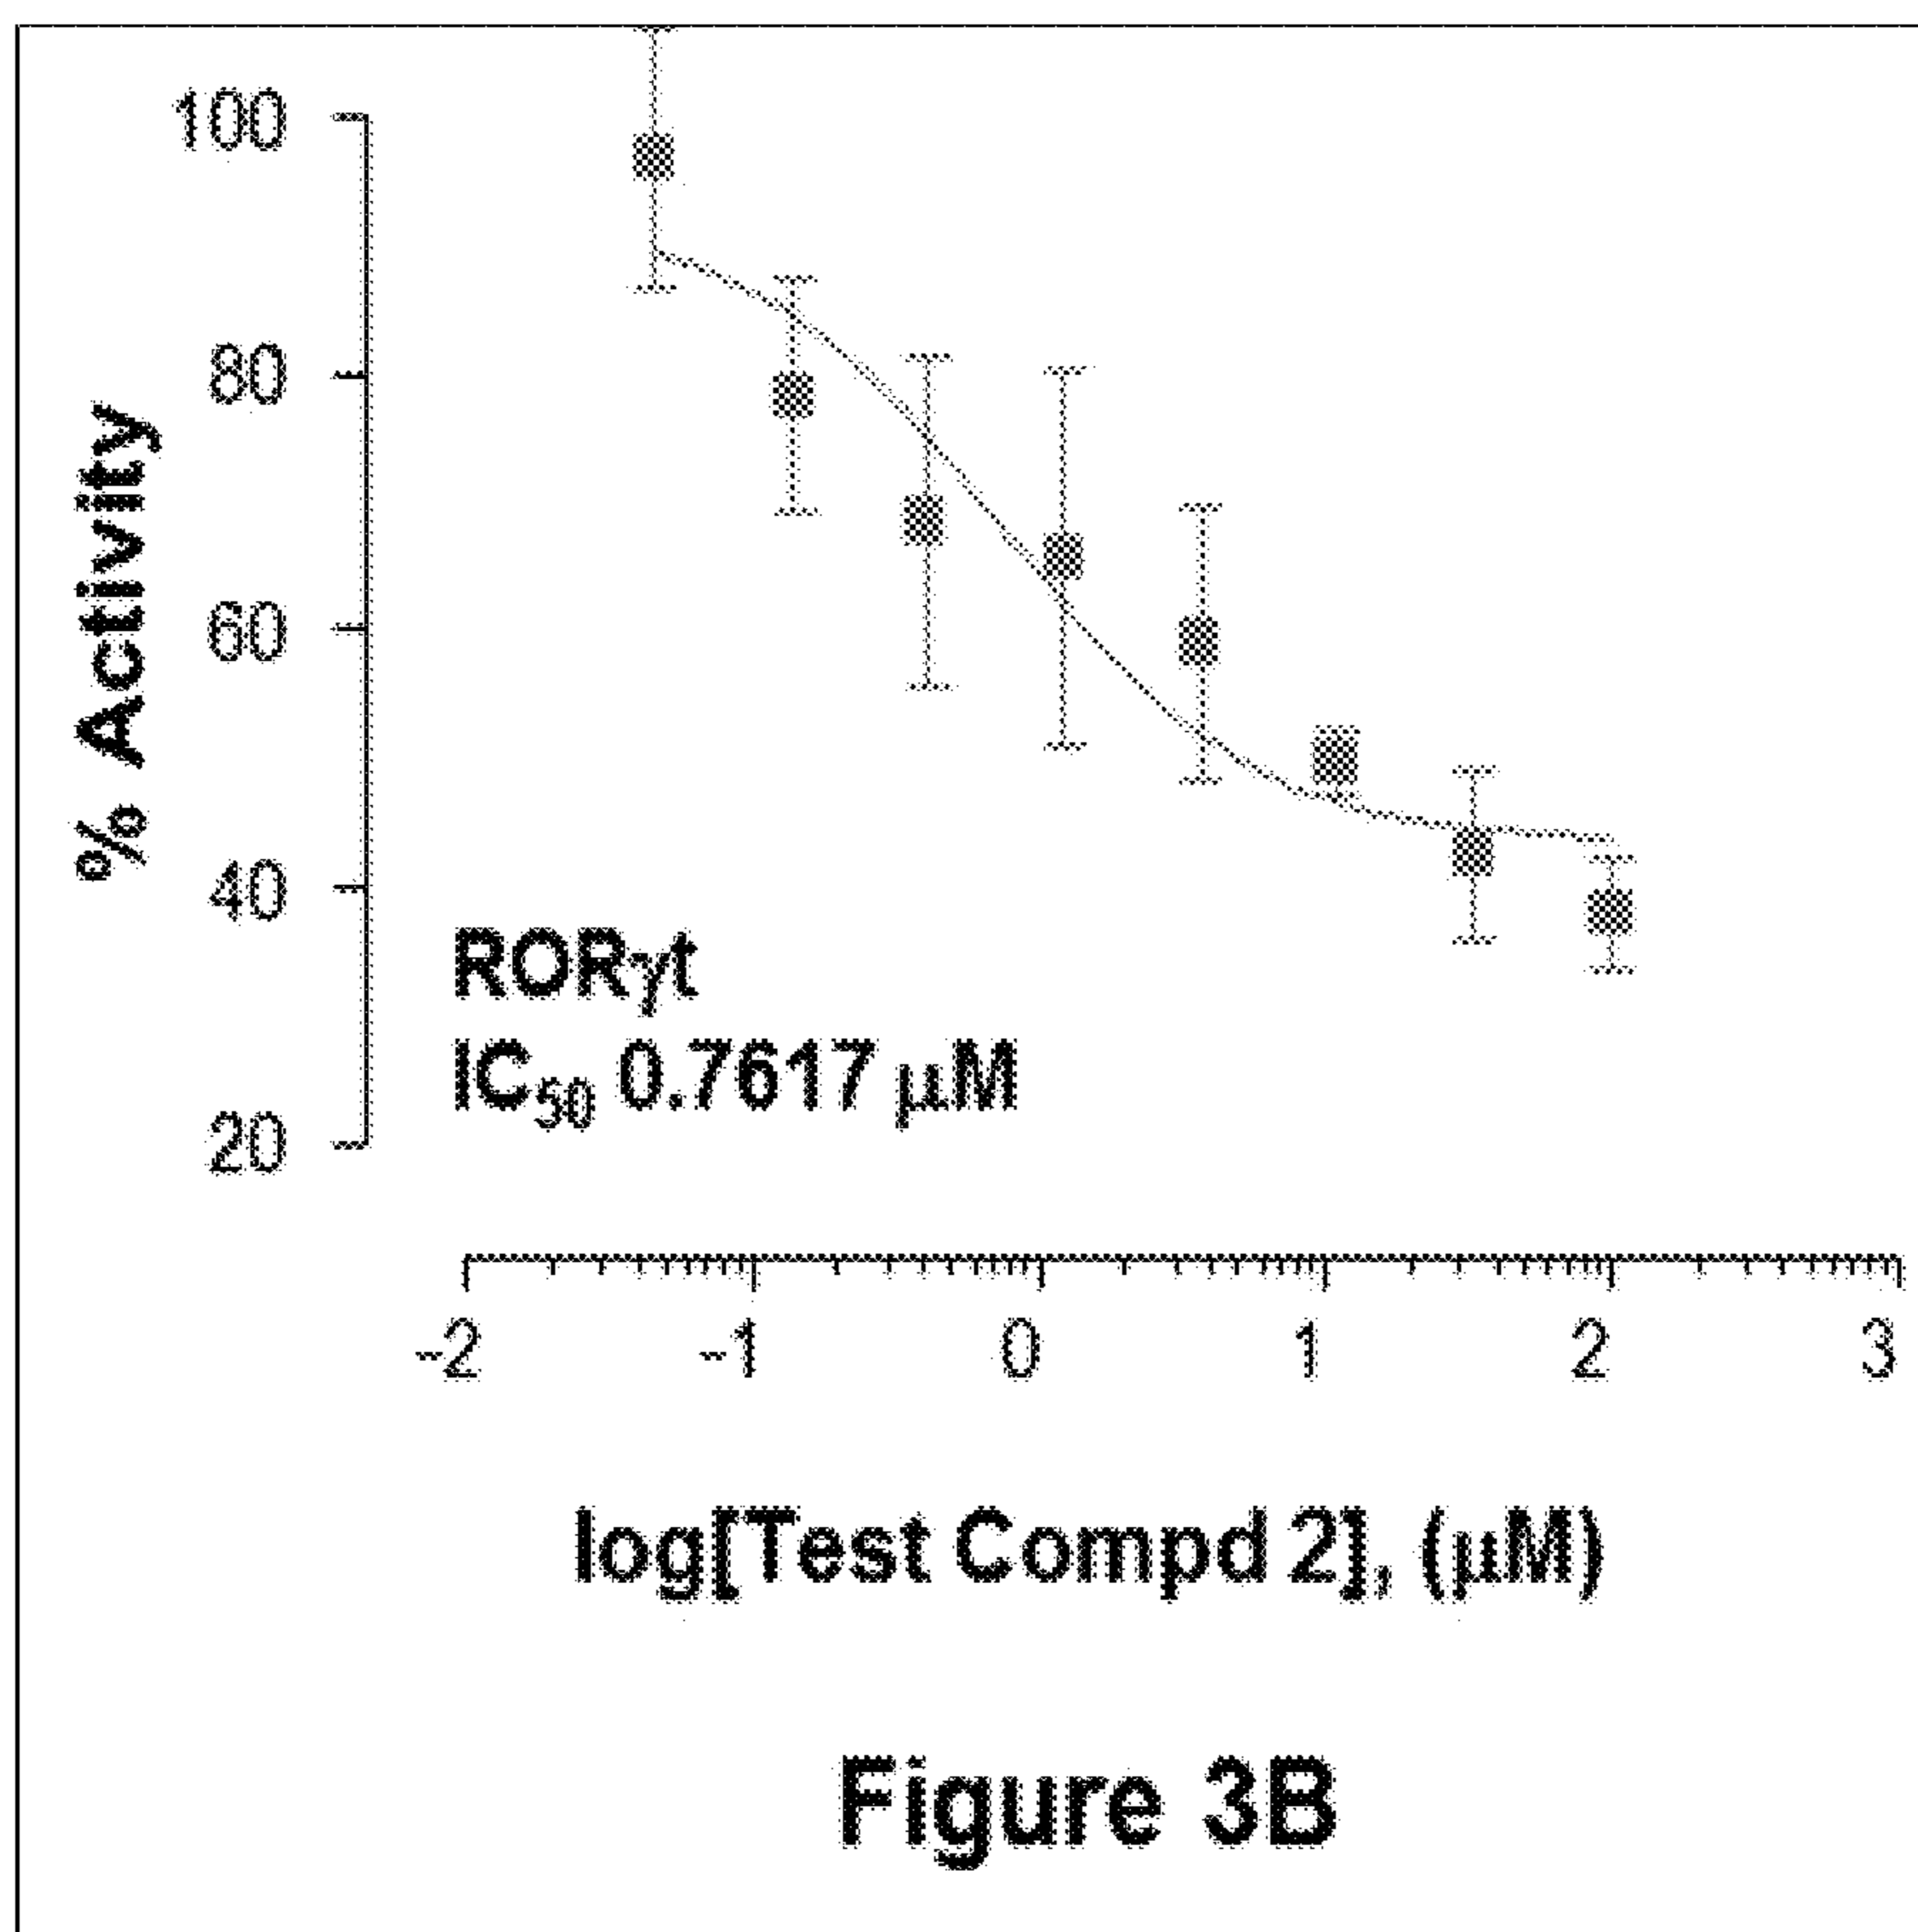 100
80
60
40
20
% Activity
RORγt
IC50 0.7617 μM
-2 -1 0 1 2 3
log[Test Compd 2], (μM)
Figure 3B